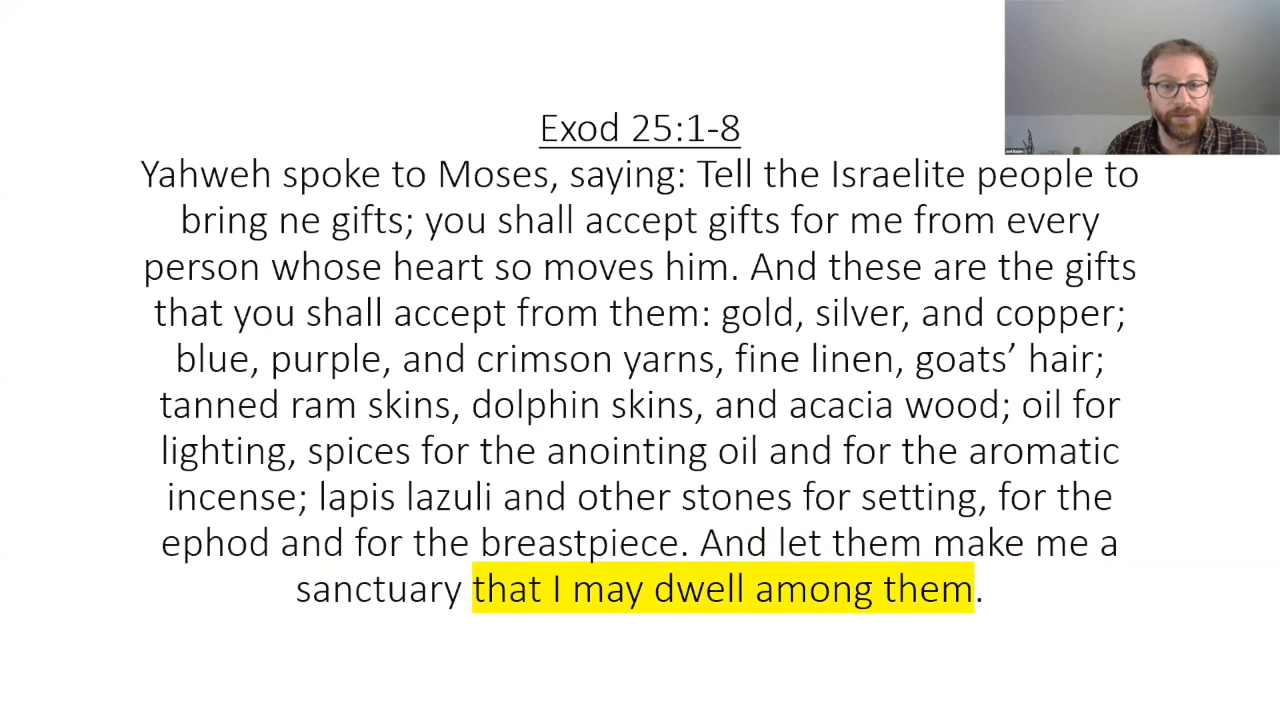 Exod 25:1-8
Yahweh spoke to Moses, saying: Tell the Israelite people to
bring ne gifts; you shall accept gifts for me from every
person whose heart so moves him. And these are the gifts
that you shall accept from them: gold, silver, and copper;
blue, purple, and crimson yarns, fine linen, goats’ hair;
tanned ram skins, dolphin skins, and acacia wood; oil for
lighting, spices for the anointing oil and for the aromatic
incense; lapis lazuli and other stones for setting, for the
ephod and for the breastpiece. And let them make me a
sanctuary that I may dwell among them.